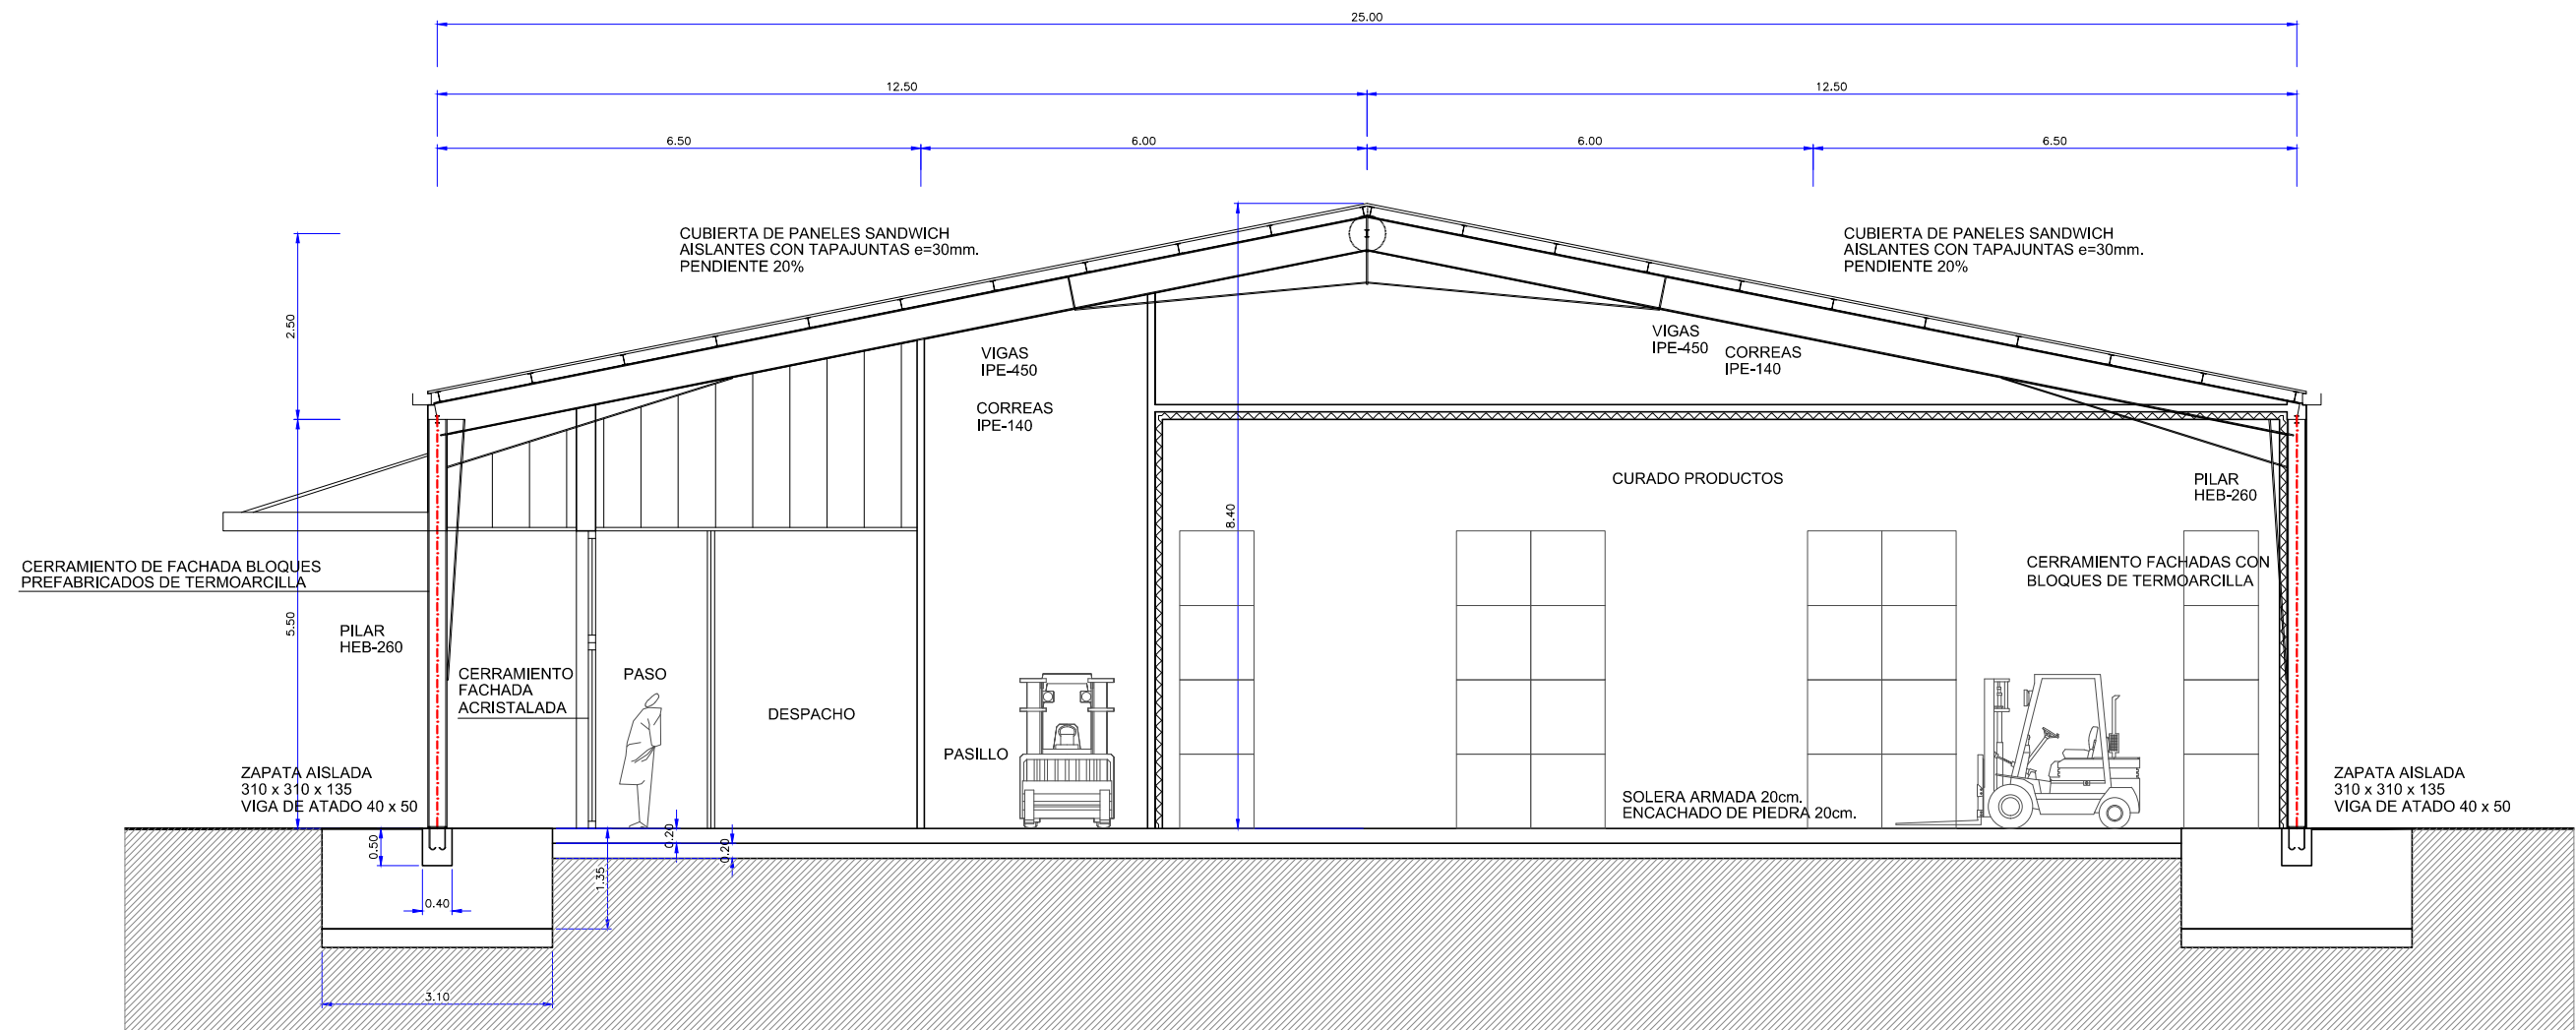 25.00
12.50
12.50
6.50
6.00
6.00
6.50
CUBIERTA DE PANELES SANDWICH
AISLANTES CON TAPAJUNTAS e=30mm.
PENDIENTE 20%
CUBIERTA DE PANELES SANDWICH
AISLANTES CON TAPAJUNTAS e=30mm.
PENDIENTE 20%
2.50
VIGAS
IPE-450
CORREAS
IPE-140
VIGAS
IPE-450
CORREAS
IPE-140
CURADO PRODUCTOS
PILAR
HEB-260
8.40
CERRAMIENTO DE FACHADA BLOQUES
PREFABRICADOS DE TERMOARCILLA
CERRAMIENTO FACHADAS CON
BLOQUES DE TERMOARCILLA
5.50
PILAR
HEB-260
CERRAMIENTO
FACHADA
ACRISTALADA
PASO
DESPACHO
PASILLO
ZAPATA AISLADA
310 x 310 x 135
VIGA DE ATADO 40 x 50
SOLERA ARMADA 20cm.
ENCACHADO DE PIEDRA 20cm.
ZAPATA AISLADA
310 x 310 x 135
VIGA DE ATADO 40 x 50
0.50
0.20
0.20
1.35
0.40
3.10